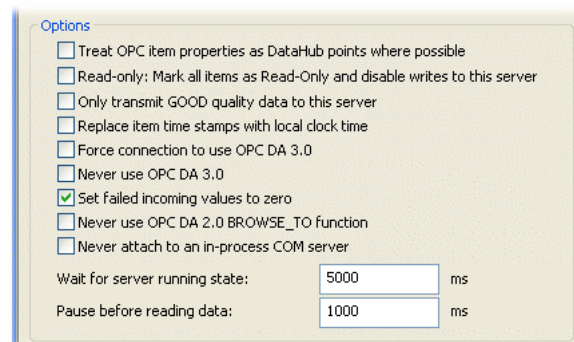 Options
Treat OPC item properties as DataHub points where possible
Read-only: Mark all items as Read-Only and disable writes to this server
Only transmit GOOD quality data to this server
Replace item time stamps with local clock time
Force connection to use OPC DA 3.0
Never use OPC DA 3.0
Set failed incoming values to zero
Never use OPC DA 2.0 BROWSE_TO function
Never attach to an in-process COM server
Wait for server running state: 5000 ms
Pause before reading data: 1000 ms